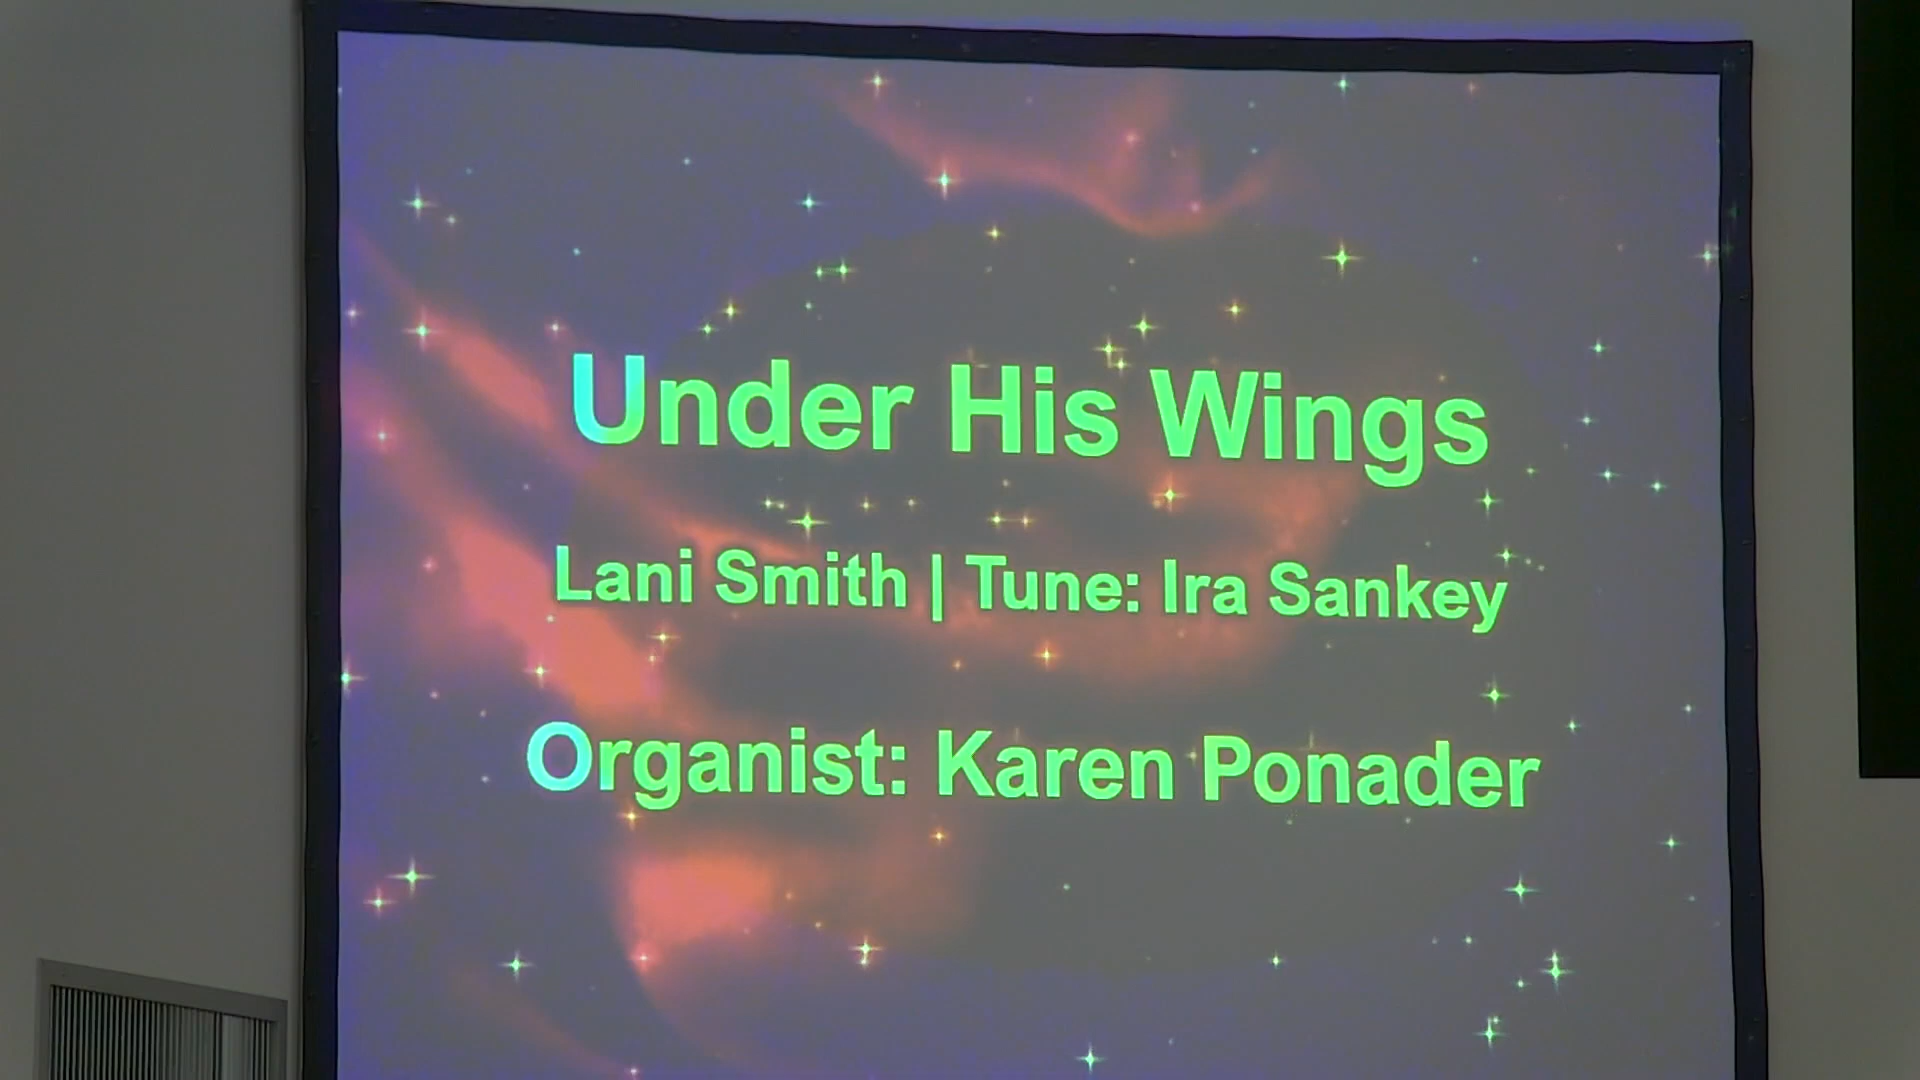 Under His Wings
Lani Smith | Tune: Ira Sankey
Organist: Karen Ponader